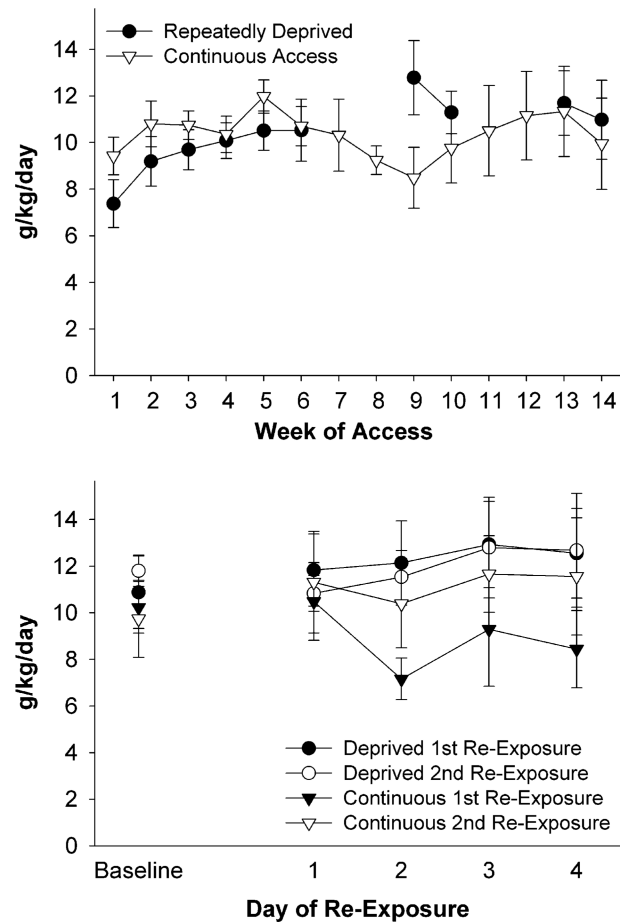 Repeatedly Deprived
Continuous Access
14
12
10
8
6
4
2
0
g/kg/day
1 2 3 4 5 6 7 8 9 10 11 12 13 14
Week of Access
14
12
10
8
6
4
2
0
g/kg/day
Deprived 1st Re-Exposure
Deprived 2nd Re-Exposure
Continuous 1st Re-Exposure
Continuous 2nd Re-Exposure
Baseline 1 2 3 4
Day of Re-Exposure